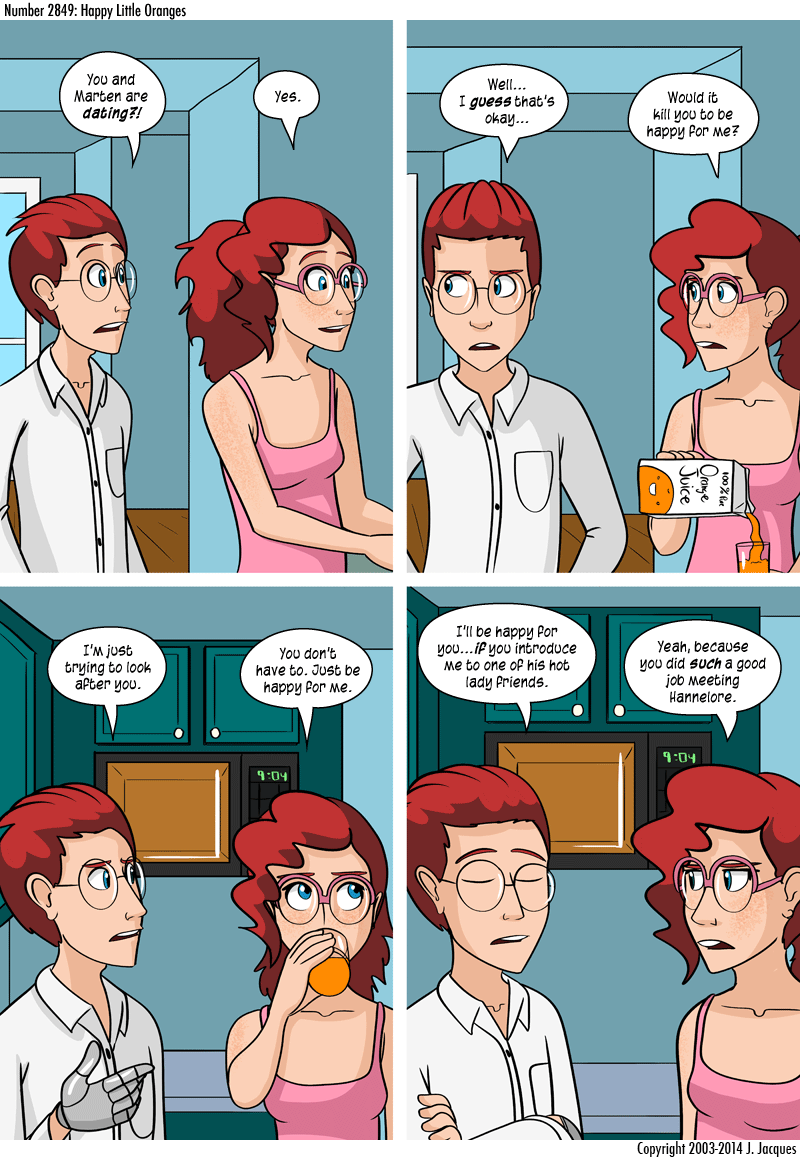 Number 2849: Happy Little Oranges
You and
Marten are
dating?!
Yes.
Well...
I guess that's
okay...
Would it
kill you to be
happy for me?
100% Pure
Orange
Juice
I'm just
trying to look
after you.
You don't
have to. Just be
happy for me.
9:04
I'll be happy for
you...if you introduce
me to one of his hot
lady friends.
Yeah, because
you did such a good
job meeting
Hannelore.
9:04
Copyright 2003-2014 J. Jacques